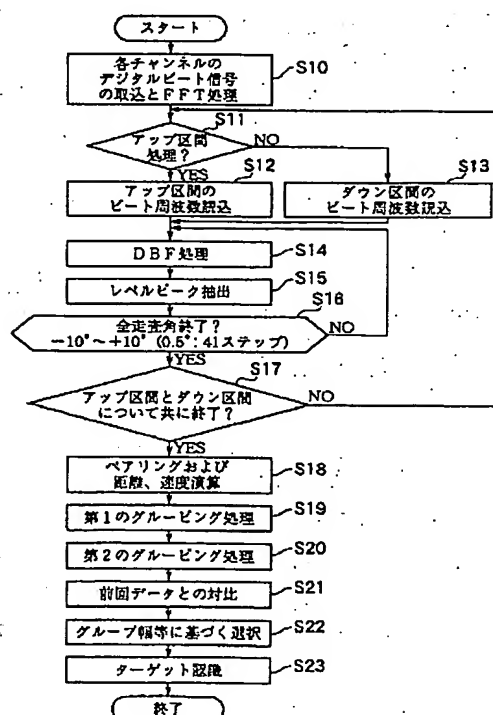 スタート
各チャンネルの
デジタルビート信号
の取込とFFT処理
S10
S11
アップ区間
処理?
NO
YES
S12
アップ区間の
ビート周波数読込
S13
ダウン区間の
ビート周波数読込
DBF処理
S14
レベルピーク抽出
S15
S16
全走査角終了?
-10°~+10° (0.5°:41ステップ)
NO
YES
S17
アップ区間とダウン区間
について共に終了?
NO
YES
ペアリングおよび
距離、速度演算
S18
第1のグルーピング処理
S19
第2のグルーピング処理
S20
前回データとの対比
S21
グループ幅等に基づく選択
S22
ターゲット認識
S23
終了